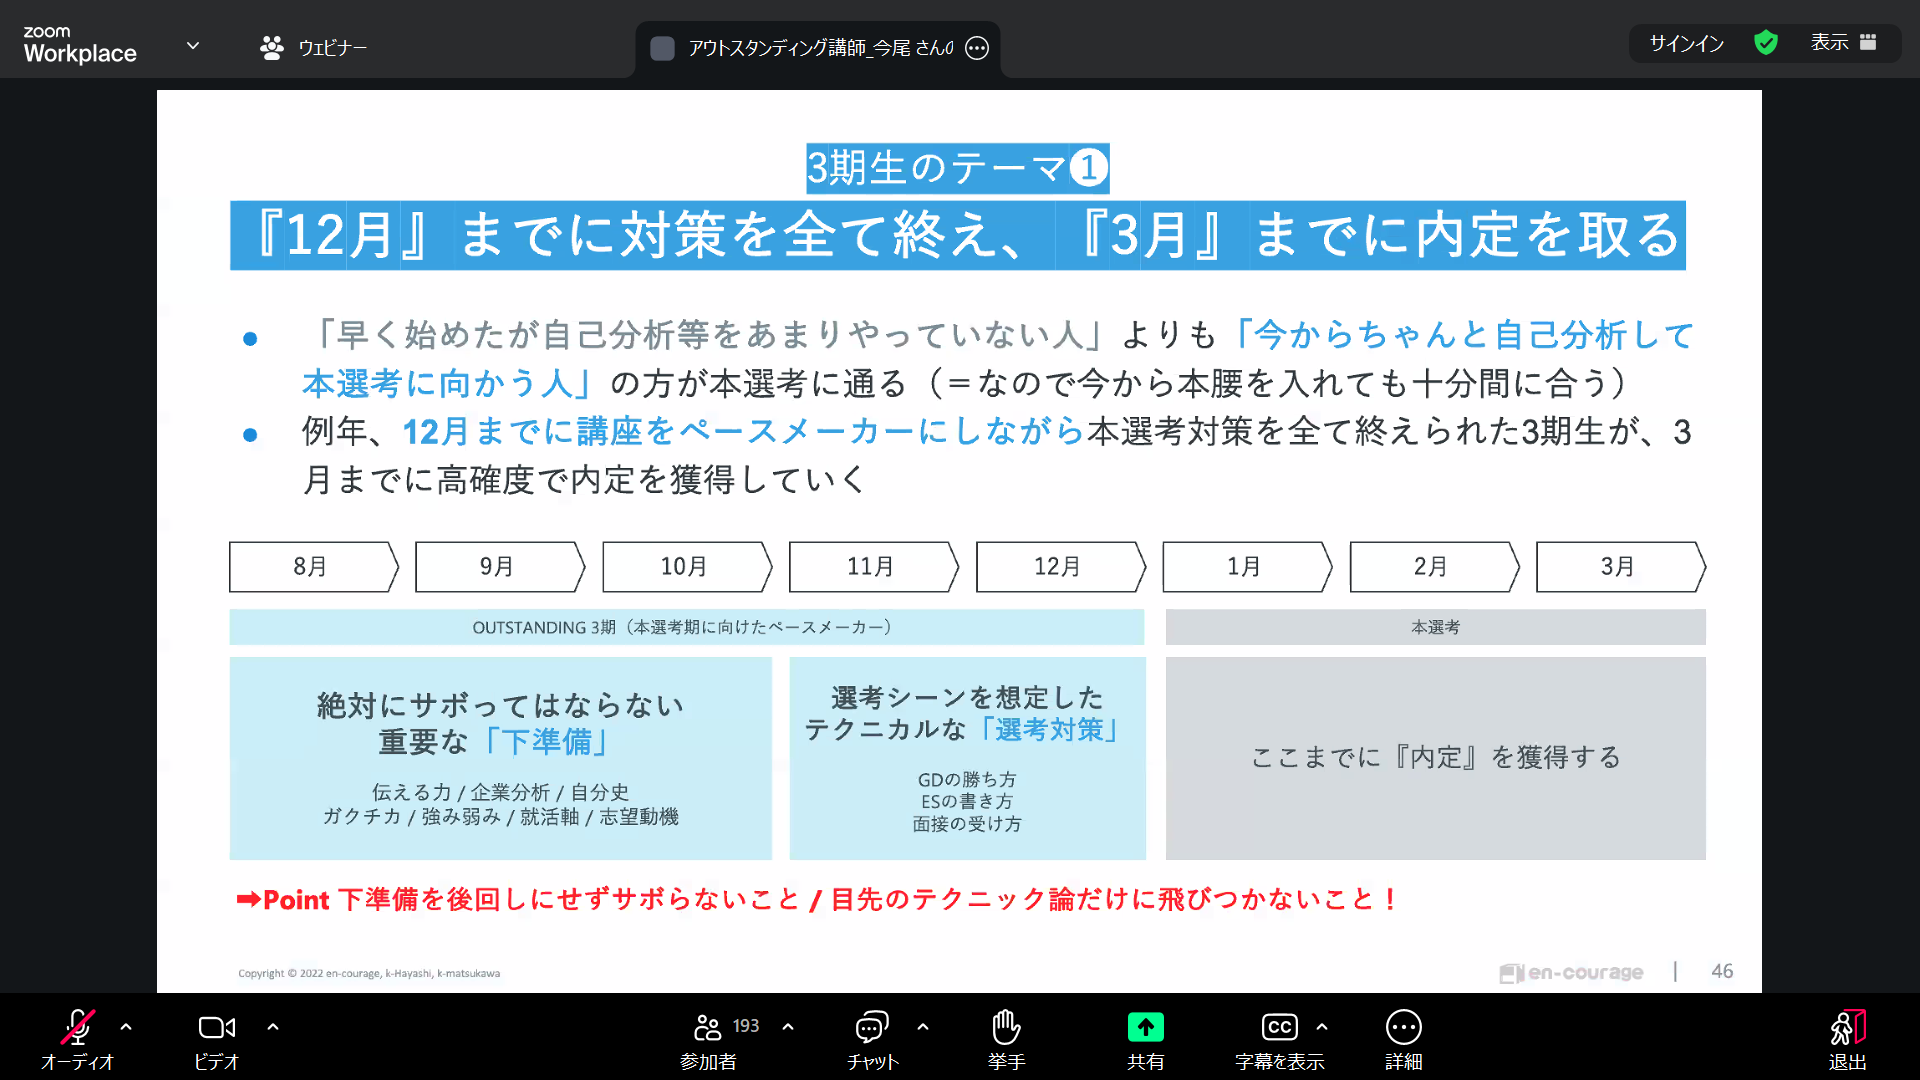 zoom
Workplace
ウェビナー
アウトスタンディング講師_今尾 さんの
サインイン
表示
3期生のテーマ❶
『12月』までに対策を全て終え、『3月』までに内定を取る
● 「早く始めたが自己分析等をあまりやっていない人」よりも「今からちゃんと自己分析して
本選考に向かう人」の方が本選考に通る（＝なので今から本腰を入れても十分間に合う）
● 例年、12月までに講座をペースメーカーにしながら本選考対策を全て終えられた3期生が、3
月までに高確度で内定を獲得していく
8月
9月
10月
11月
12月
1月
2月
3月
OUTSTANDING 3期（本選考期に向けたペースメーカー）
本選考
絶対にサボってはならない
重要な「下準備」
伝える力 / 企業分析 / 自分史
ガクチカ / 強み弱み / 就活軸 / 志望動機
選考シーンを想定した
テクニカルな「選考対策」
GDの勝ち方
ESの書き方
面接の受け方
ここまでに『内定』を獲得する
➡Point 下準備を後回しにせずサボらないこと / 目先のテクニック論だけに飛びつかないこと！
Copyright © 2022 en-courage, k-Hayashi, k-matsukawa
en-courage
| 46
オーディオ
ビデオ
193
参加者
チャット
挙手
共有
CC
字幕を表示
詳細
退出